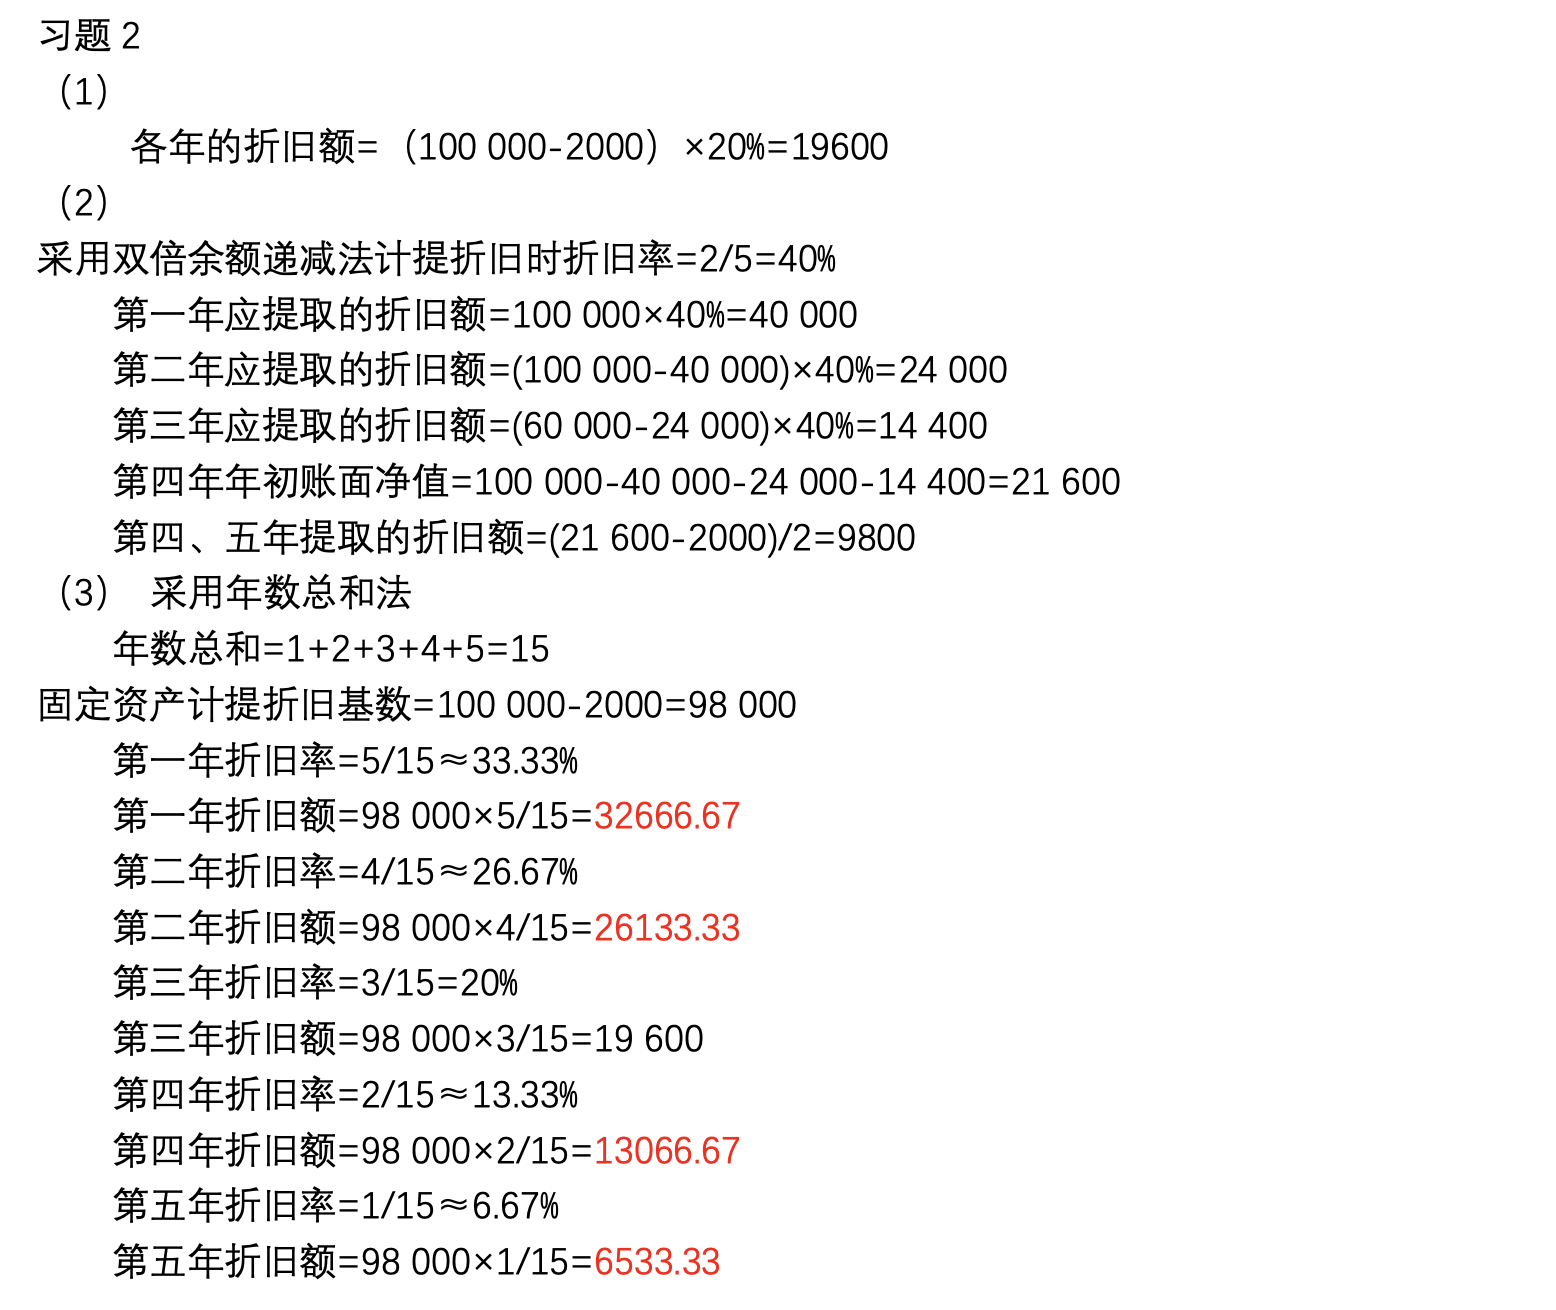 习题 2
（1）
各年的折旧额=（100 000-2000）×20%=19600
（2）
采用双倍余额递减法计提折旧时折旧率=2/5=40%
第一年应提取的折旧额=100 000×40%=40 000
第二年应提取的折旧额=(100 000-40 000)×40%=24 000
第三年应提取的折旧额=(60 000-24 000)×40%=14 400
第四年年初账面净值=100 000-40 000-24 000-14 400=21 600
第四、五年提取的折旧额=(21 600-2000)/2=9800
（3） 采用年数总和法
年数总和=1+2+3+4+5=15
固定资产计提折旧基数=100 000-2000=98 000
第一年折旧率=5/15≈33.33%
第一年折旧额=98 000×5/15=32666.67
第二年折旧率=4/15≈26.67%
第二年折旧额=98 000×4/15=26133.33
第三年折旧率=3/15=20%
第三年折旧额=98 000×3/15=19 600
第四年折旧率=2/15≈13.33%
第四年折旧额=98 000×2/15=13066.67
第五年折旧率=1/15≈6.67%
第五年折旧额=98 000×1/15=6533.33